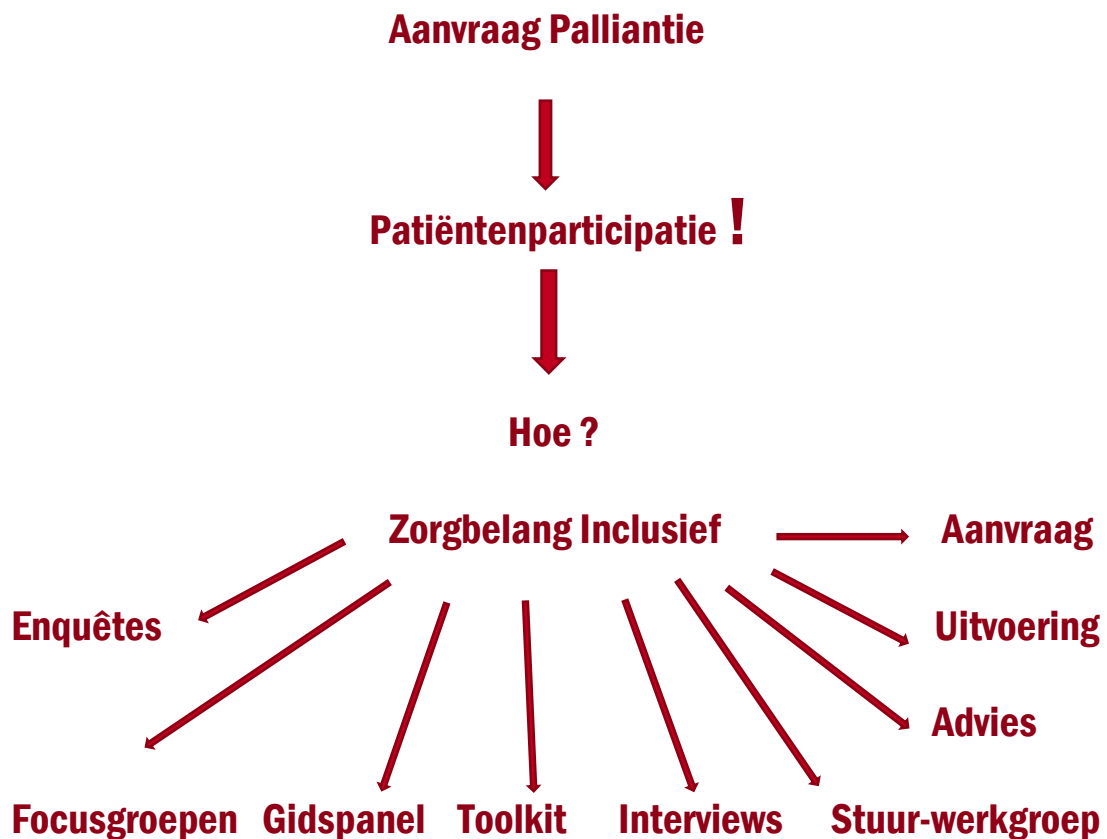 Aanvraag Palliantie
Patiëntenparticipatie !
Hoe ?
Zorgbelang Inclusief
Aanvraag
Enquêtes
Uitvoering
Advies
Focusgroepen
Gidspanel
Toolkit
Interviews
Stuur-werkgroep